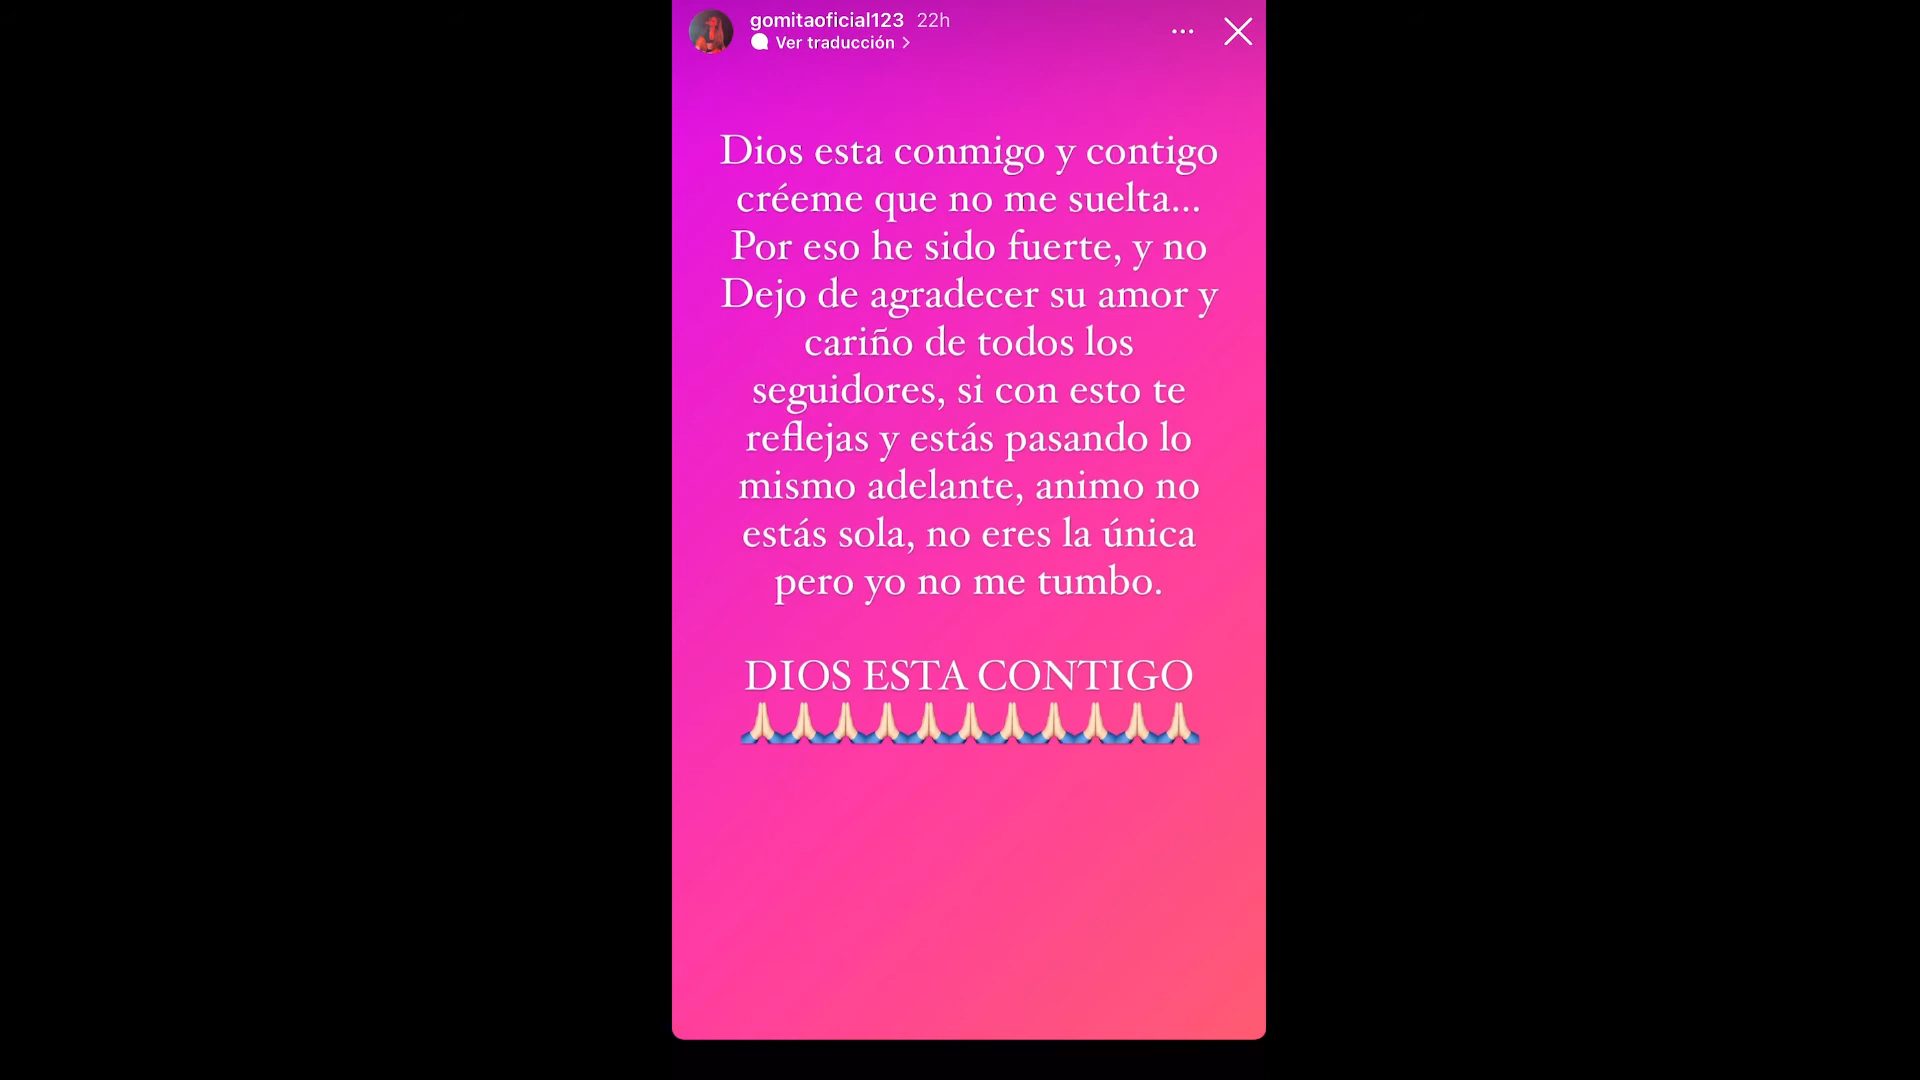 gomitaoficial123 22h
Ver traducción
Dios esta conmigo y contigo
créeme que no me suelta...
Por eso he sido fuerte, y no
Dejo de agradecer su amor y
cariño de todos los
seguidores, si con esto te
reflejas y estás pasando lo
mismo adelante, animo no
estás sola, no eres la única
pero yo no me tumbo.
DIOS ESTA CONTIGO
🙏🏻🙏🏻🙏🏻🙏🏻🙏🏻🙏🏻🙏🏻🙏🏻🙏🏻🙏🏻🙏🏻